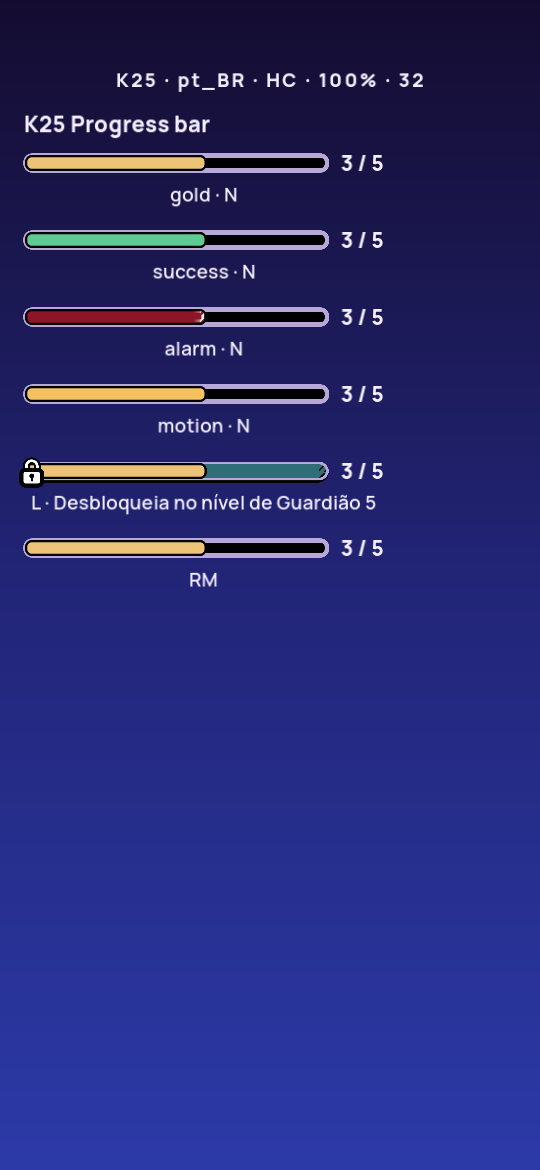 K25 · pt_BR · HC · 100% · 32
K25 Progress bar
3 / 5
gold · N
3 / 5
success · N
3 / 5
alarm · N
3 / 5
motion · N
3 / 5
L · Desbloqueia no nível de Guardião 5
3 / 5
RM